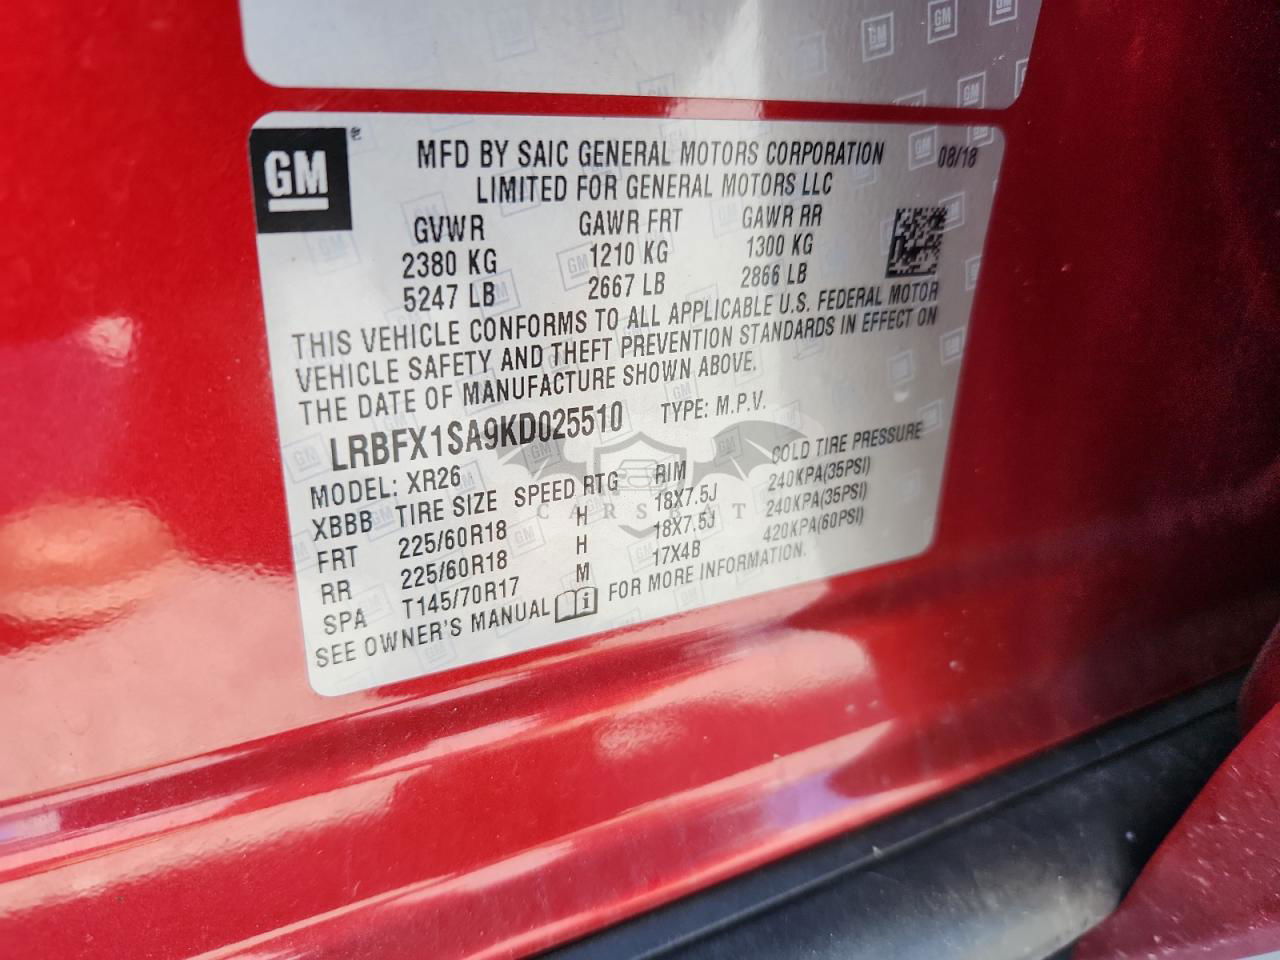 GM
MFD BY SAIC GENERAL MOTORS CORPORATION
LIMITED FOR GENERAL MOTORS LLC
08/18
GVWR GAWR FRT GAWR RR
2380 KG 1210 KG 1300 KG
5247 LB 2667 LB 2866 LB
THIS VEHICLE CONFORMS TO ALL APPLICABLE U.S. FEDERAL MOTOR
VEHICLE SAFETY AND THEFT PREVENTION STANDARDS IN EFFECT ON
THE DATE OF MANUFACTURE SHOWN ABOVE.
LRBFX1SA9KD025510 TYPE: M.P.V.
MODEL: XR26
XBBB TIRE SIZE SPEED RTG RIM COLD TIRE PRESSURE
FRT 225/60R18 H 18X7.5J 240KPA(35PSI)
RR 225/60R18 H 18X7.5J 240KPA(35PSI)
SPA T145/70R17 M 17X4B 420KPA(60PSI)
SEE OWNER'S MANUAL FOR MORE INFORMATION.
CARSBAT